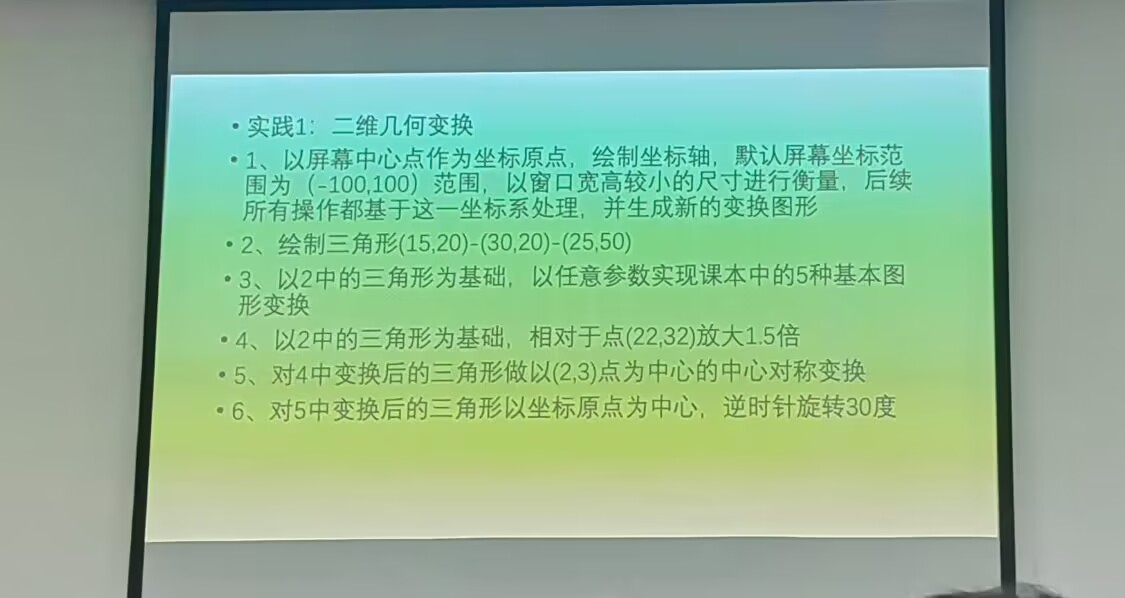 • 实践1：二维几何变换
• 1、以屏幕中心点作为坐标原点，绘制坐标轴，默认屏幕坐标范
围为（-100,100）范围，以窗口宽高较小的尺寸进行衡量，后续
所有操作都基于这一坐标系处理，并生成新的变换图形
• 2、绘制三角形(15,20)-(30,20)-(25,50)
• 3、以2中的三角形为基础，以任意参数实现课本中的5种基本图
形变换
• 4、以2中的三角形为基础，相对于点(22,32)放大1.5倍
• 5、对4中变换后的三角形做以(2,3)点为中心的中心对称变换
• 6、对5中变换后的三角形以坐标原点为中心，逆时针旋转30度